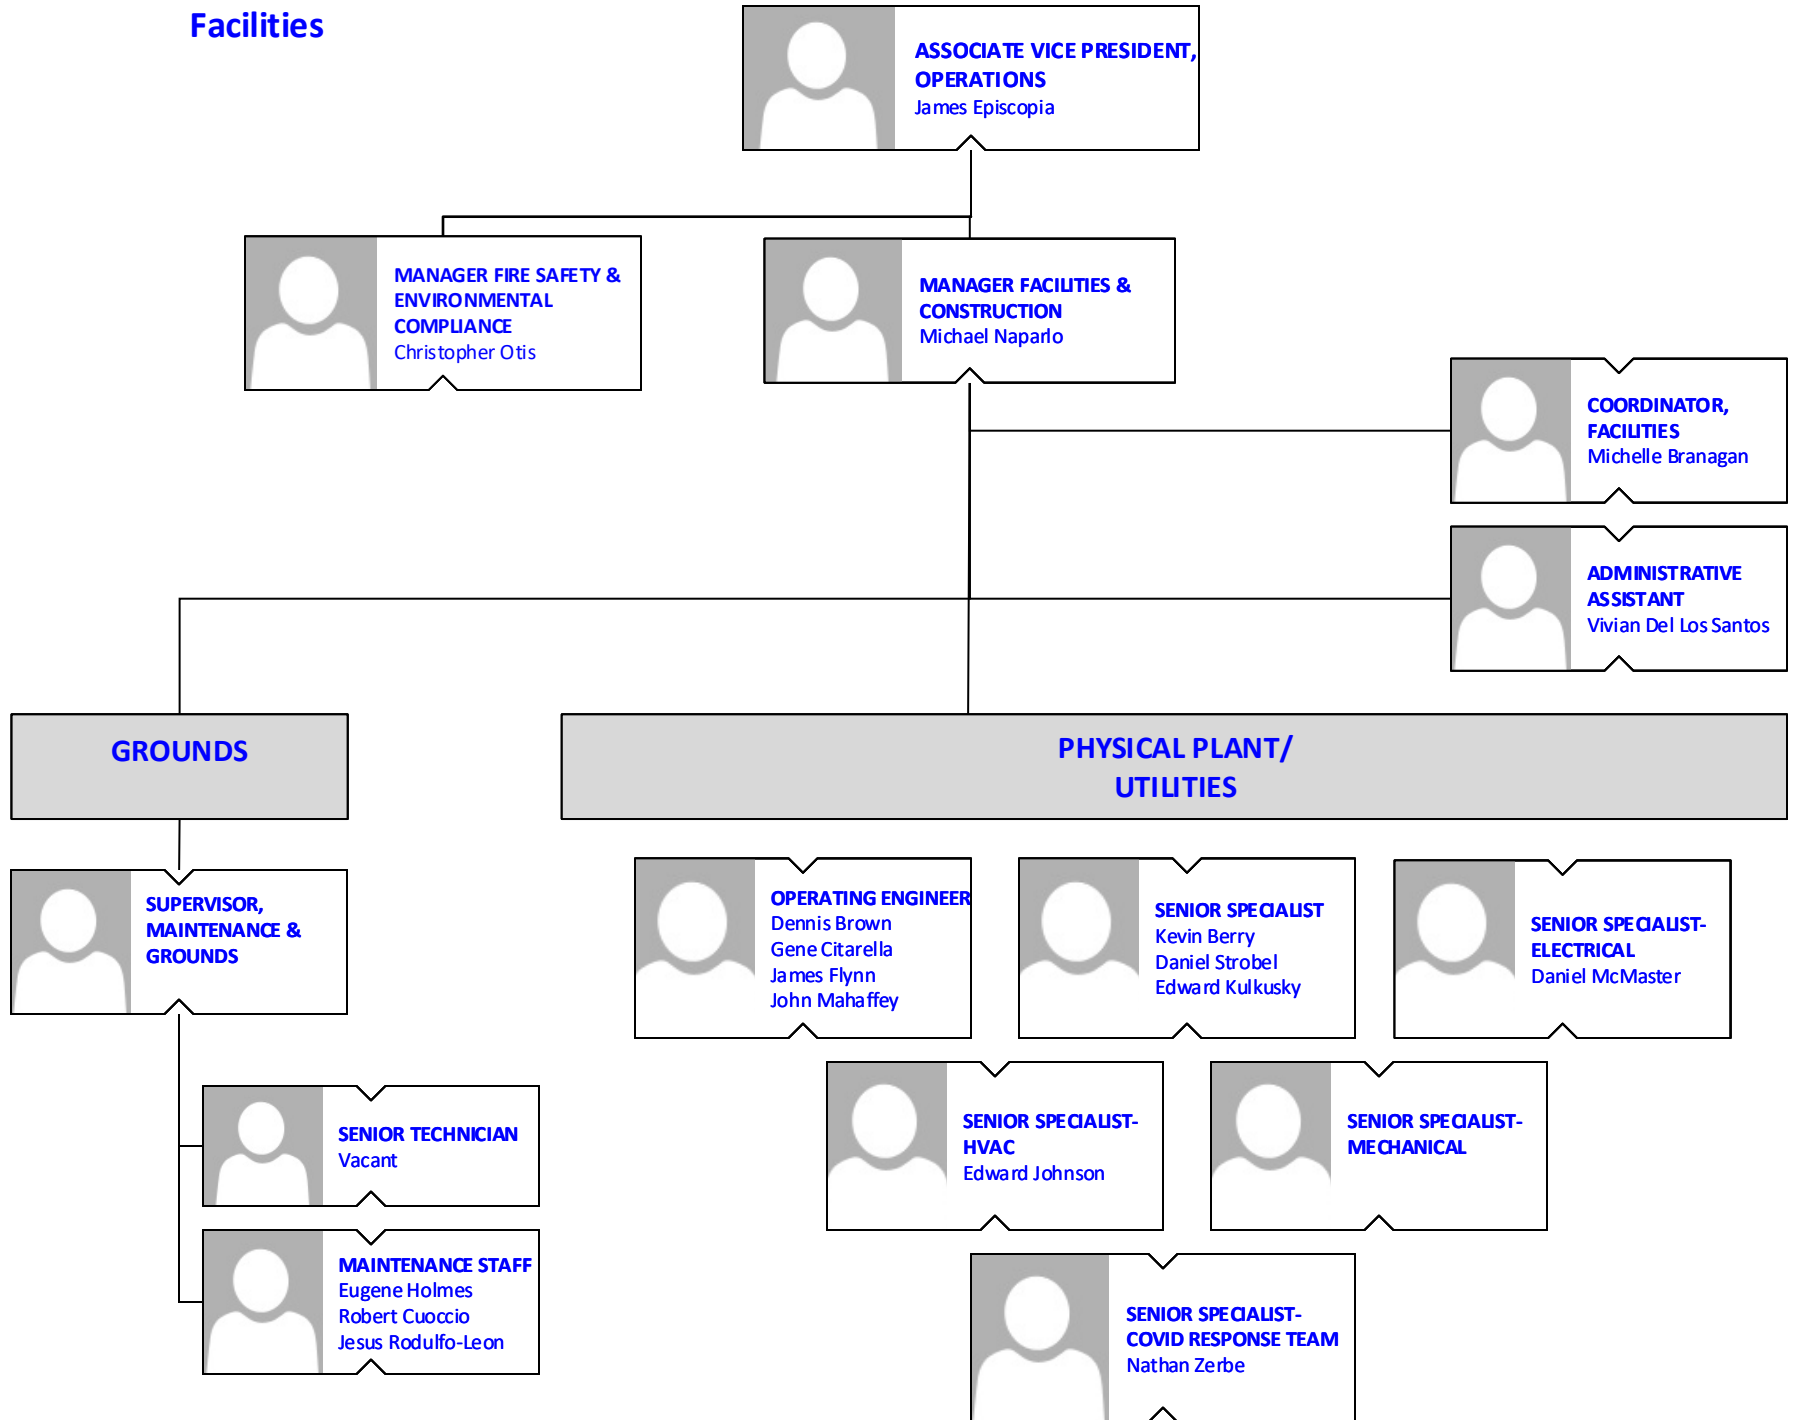 Facilities
ASSOCIATE VICE PRESIDENT,
OPERATIONS
James Episcopia
MANAGER FIRE SAFETY &
ENVIRONMENTAL
COMPLIANCE
Christopher Otis
MANAGER FACILITIES &
CONSTRUCTION
Michael Naparlo
COORDINATOR,
FACILITIES
Michelle Branagan
ADMINISTRATIVE
ASSISTANT
Vivian Del Los Santos
GROUNDS
PHYSICAL PLANT/
UTILITIES
SUPERVISOR,
MAINTENANCE &
GROUNDS
OPERATING ENGINEER
Dennis Brown
Gene Citarella
James Flynn
John Mahaffey
SENIOR SPECIALIST
Kevin Berry
Daniel Strobel
Edward Kulkusky
SENIOR SPECIALIST-
ELECTRICAL
Daniel McMaster
SENIOR SPECIALIST-
HVAC
Edward Johnson
SENIOR SPECIALIST-
MECHANICAL
SENIOR TECHNICIAN
Vacant
MAINTENANCE STAFF
Eugene Holmes
Robert Cuoccio
Jesus Rodulfo-Leon
SENIOR SPECIALIST-
COVID RESPONSE TEAM
Nathan Zerbe